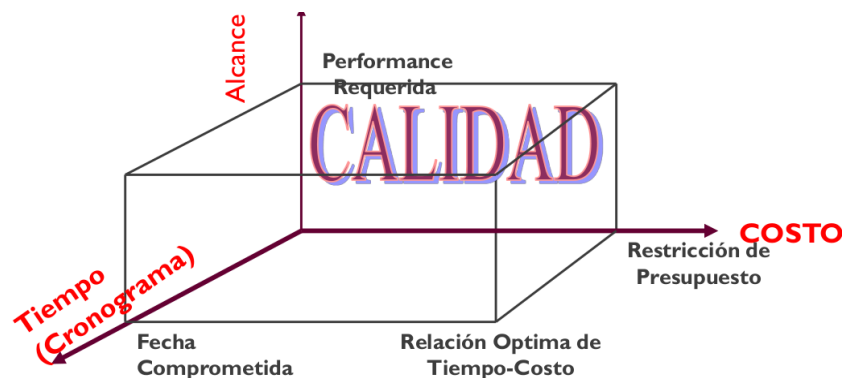 Alcance
Performance
Requerida
CALIDAD
COSTO
Restricción de
Presupuesto
Tiempo
(Cronograma)
Fecha
Comprometida
Relación Optima de
Tiempo-Costo